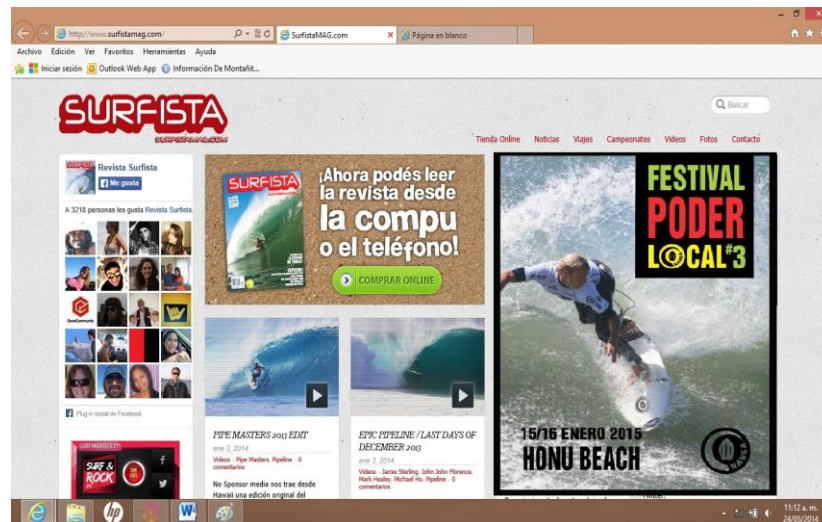 http://www.surfistamag.com/
SurfistaMAG.com
Página en blanco
Archivo Edición Ver Favoritos Herramientas Ayuda
Iniciar sesión Outlook Web App Información De Montañit...
SURFISTA
SURFISTAMAG.COM
Buscar
Tienda Online Noticias Viajes Campeonatos Videos Fotos Contacto
Revista Surfista
Me gusta
A 3218 personas les gusta Revista Surfista.
GoodCommunity
Plug-in social de Facebook
SURF & ROCK
SURFISTA
¡Ahora podés leer
la revista desde
la compu
o el teléfono!
COMPRAR ONLINE
PIPE MASTERS 2013 EDIT
ene 3, 2014
Videos · Pipe Masters, Pipeline · 0
comentarios
No Sponsor media nos trae desde
Hawaii una edición original del
EPIC PIPELINE / LAST DAYS OF
DECEMBER 2013
ene 3, 2014
Videos · Jamie Sterling, John John Florence,
Mark Healey, Michael Ho, Pipeline · 0
comentarios
FESTIVAL
PODER
LOCAL #3
15/16 ENERO 2015
HONU BEACH
hp
W
11:12 a. m.
24/03/2014